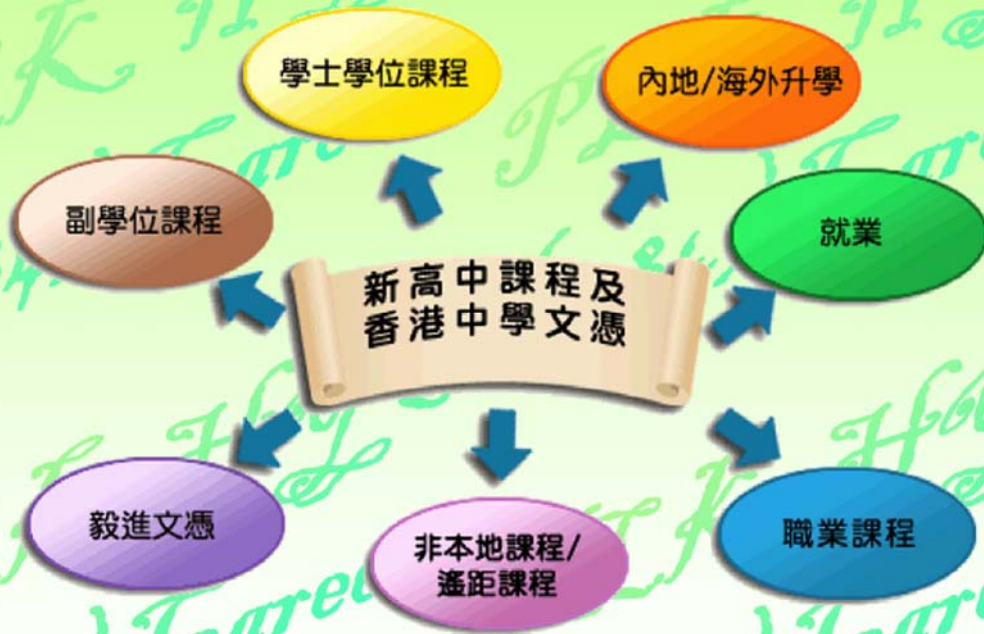 學士學位課程
內地/海外升學
副學位課程
就業
新高中課程及
香港中學文憑
毅進文憑
非本地課程/
遙距課程
職業課程